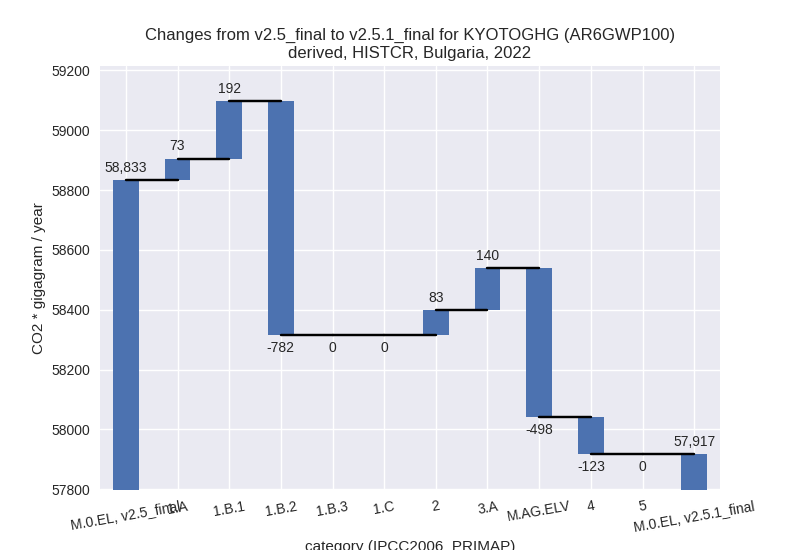 Changes from v2.5_final to v2.5.1_final for KYOTOGHG (AR6GWP100)
derived, HISTCR, Bulgaria, 2022
CO2 * gigagram / year
59200
59000
58800
58600
58400
58200
58000
57800
58,833
73
192
-782
0
0
83
140
-498
-123
0
57,917
M.0.EL, v2.5_final
1.A
1.B.1
1.B.2
1.B.3
1.C
2
3.A
M.AG.ELV
4
5
M.0.EL, v2.5.1_final
category (IPCC2006_PRIMAP)